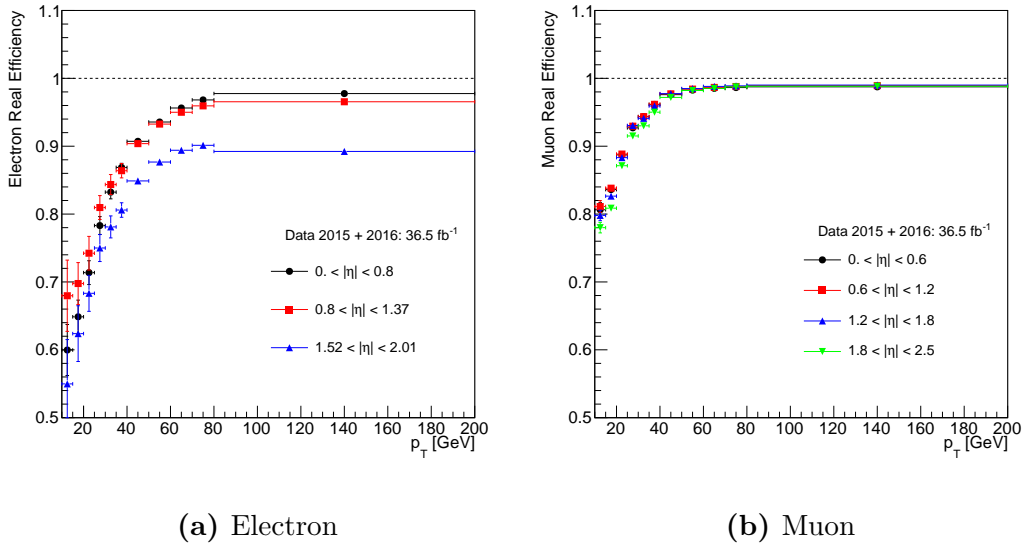 Electron Real Efficiency
1.1
1
0.9
0.8
0.7
0.6
0.5
Data 2015 + 2016: 36.5 fb⁻¹
0. < |η| < 0.8
0.8 < |η| < 1.37
1.52 < |η| < 2.01
20 40 60 80 100 120 140 160 180 200
p_T [GeV]
(a) Electron
Muon Real Efficiency
1.1
1
0.9
0.8
0.7
0.6
0.5
Data 2015 + 2016: 36.5 fb⁻¹
0. < |η| < 0.6
0.6 < |η| < 1.2
1.2 < |η| < 1.8
1.8 < |η| < 2.5
20 40 60 80 100 120 140 160 180 200
p_T [GeV]
(b) Muon